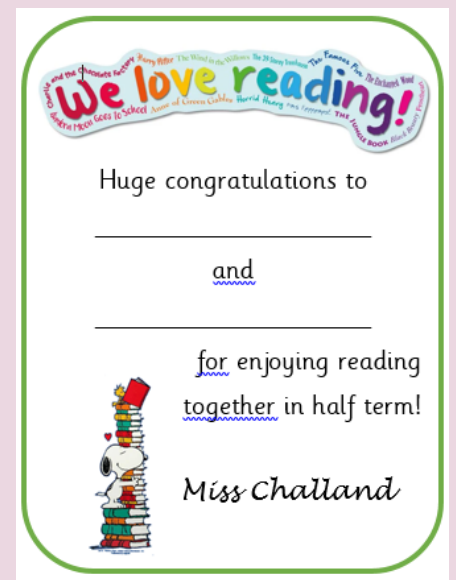 Charlie and the Chocolate Factory Harry Potter The Wind in the Willows The 39-Storey Treehouse The Famous Five The Enchanted Wood
We love reading!
School Anne of Green Gables Horrid Henry THE JUNGLE BOOK Black Beauty
Huge congratulations to
and
for enjoying reading
together in half term!
Miss Challand